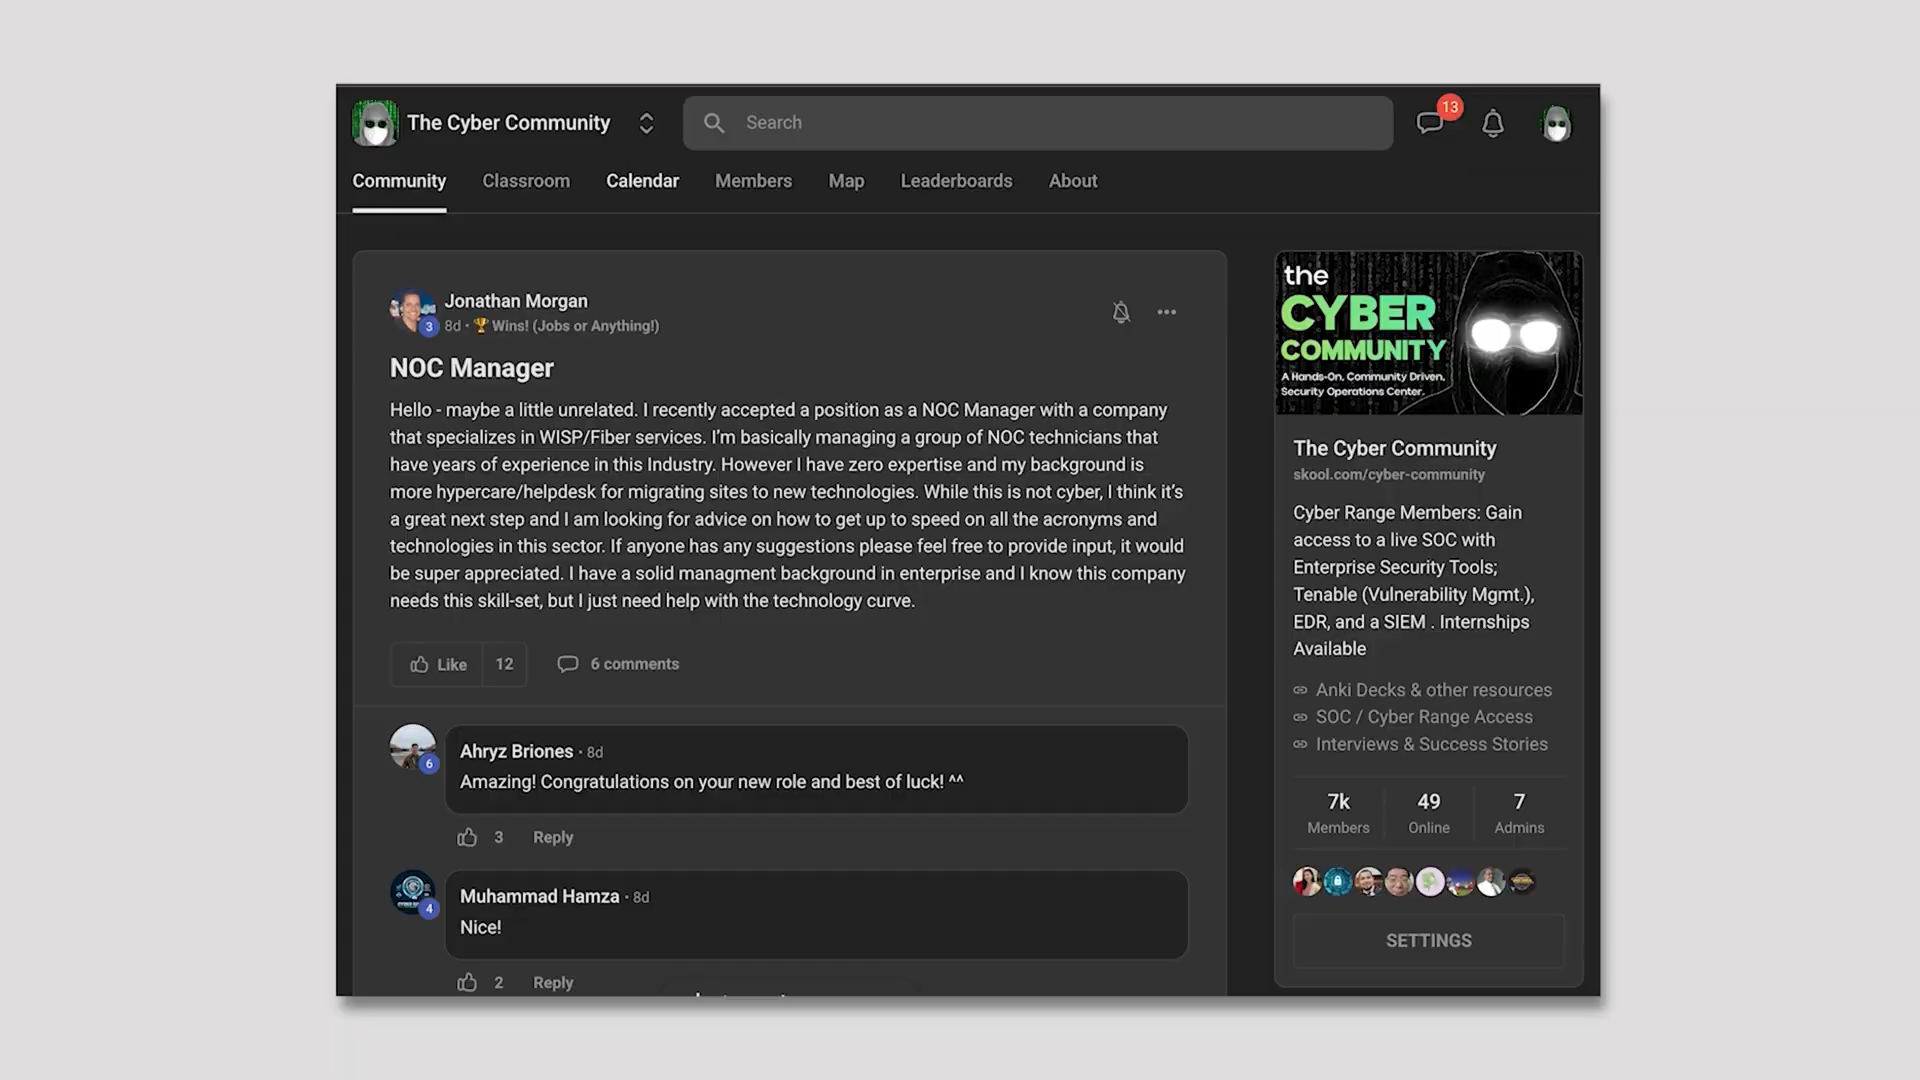 The Cyber Community
Search
13
Community
Classroom
Calendar
Members
Map
Leaderboards
About
Jonathan Morgan
3
8d · 🏆 Wins! (Jobs or Anything!)
NOC Manager
Hello - maybe a little unrelated. I recently accepted a position as a NOC Manager with a company
that specializes in WISP/Fiber services. I'm basically managing a group of NOC technicians that
have years of experience in this Industry. However I have zero expertise and my background is
more hypercare/helpdesk for migrating sites to new technologies. While this is not cyber, I think it's
a great next step and I am looking for advice on how to get up to speed on all the acronyms and
technologies in this sector. If anyone has any suggestions please feel free to provide input, it would
be super appreciated. I have a solid managment background in enterprise and I know this company
needs this skill-set, but I just need help with the technology curve.
Like
12
6 comments
Ahryz Briones · 8d
6
Amazing! Congratulations on your new role and best of luck! ^^
3
Reply
Muhammad Hamza · 8d
4
Nice!
2
Reply
the
CYBER
COMMUNITY
A Hands-On, Community Driven,
Security Operations Center.
The Cyber Community
skool.com/cyber-community
Cyber Range Members: Gain
access to a live SOC with
Enterprise Security Tools;
Tenable (Vulnerability Mgmt.),
EDR, and a SIEM . Internships
Available
Anki Decks & other resources
SOC / Cyber Range Access
Interviews & Success Stories
7k
Members
49
Online
7
Admins
SETTINGS